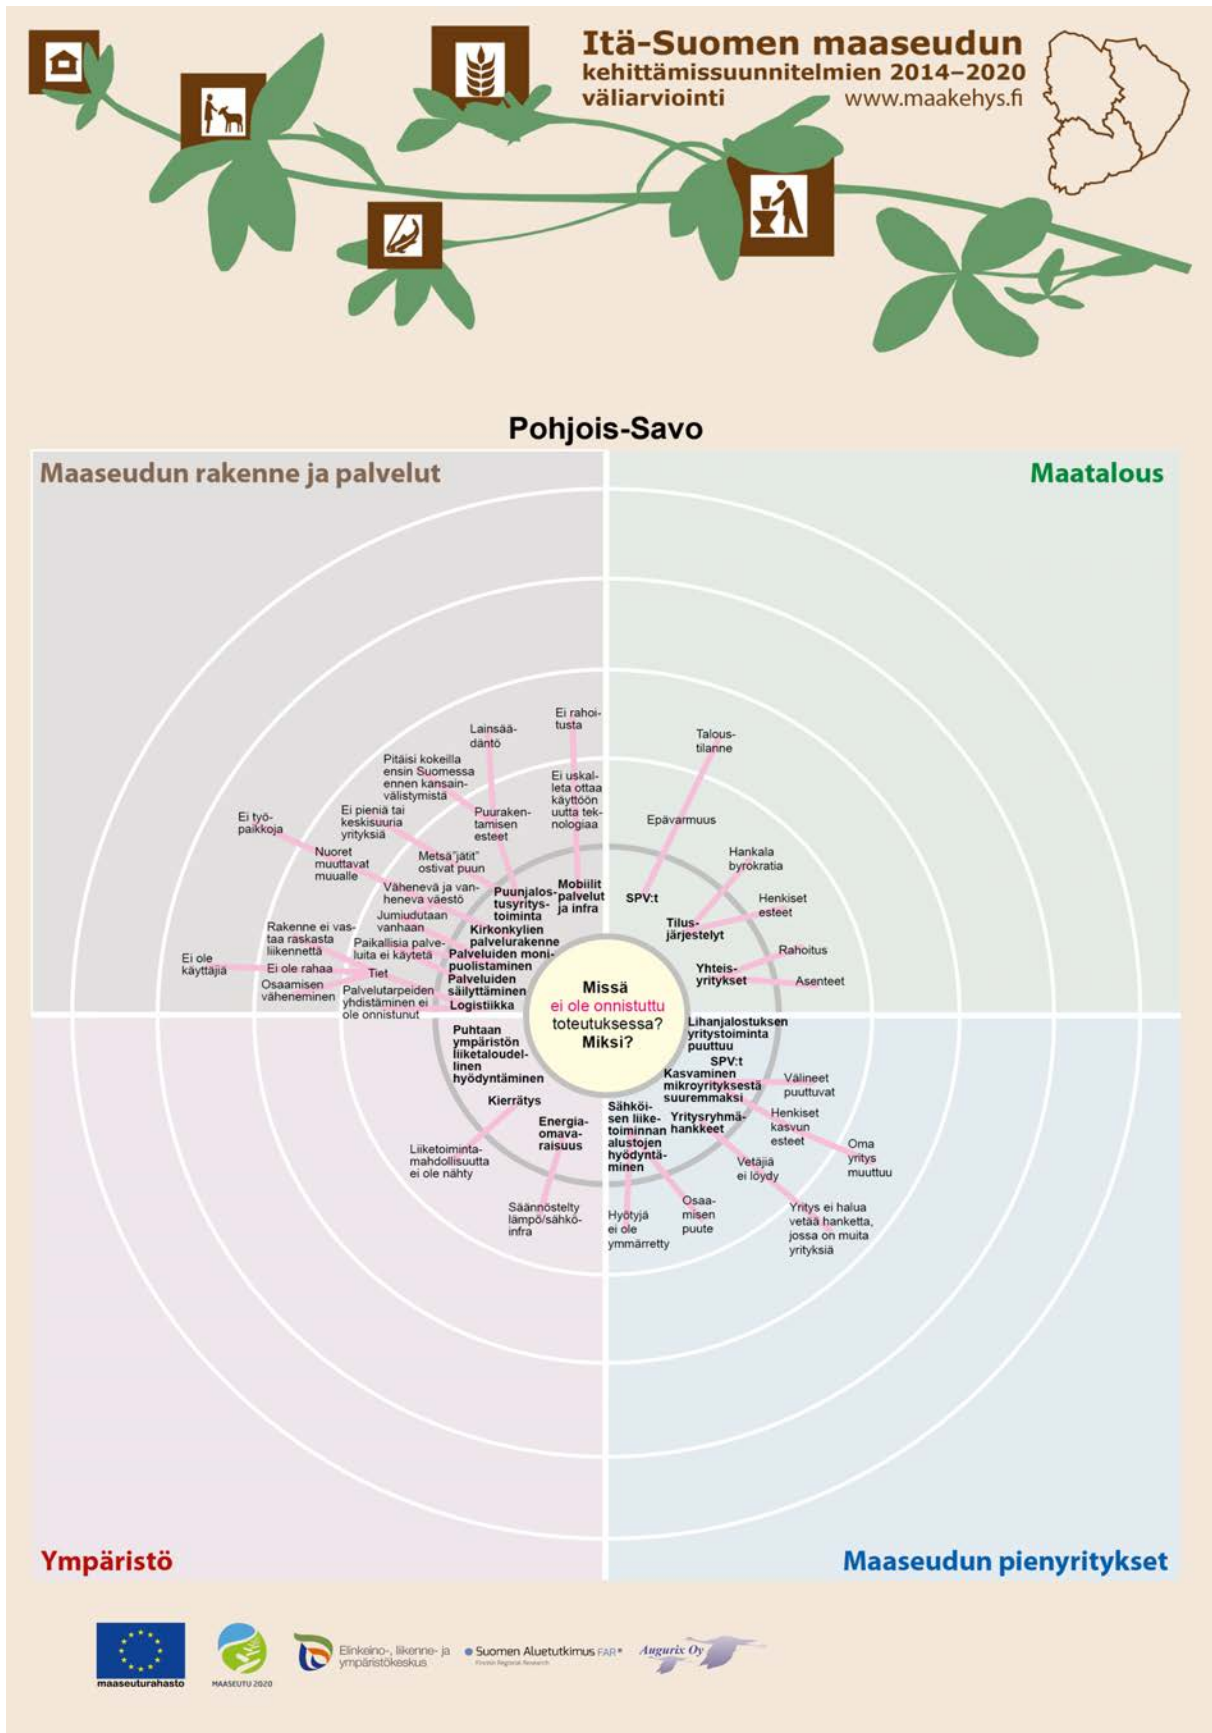 Itä-Suomen maaseudun
kehittämissuunnitelmien 2014–2020
väliarviointi
www.maakehys.fi
Pohjois-Savo
Maaseudun rakenne ja palvelut
Maatalous
Ei rahoi-
tusta
Lainsää-
däntö
Pitäisi kokeilla
ensin Suomessa
ennen kansain-
välistymistä
Ei uskal-
leta ottaa
käyttöön
uutta tek-
nologiaa
Ei pieniä tai
keskisuuria
yrityksiä
Puuraken-
tamisen
esteet
Ei työ-
paikkoja
Nuoret
muuttavat
muualle
Metsä"jätit"
ostivat puun
Vähenevä ja van-
heneva väestö
Puunjalos-
tusyritys-
toiminta
Mobiilit
palvelut
ja infra
Jumiudutaan
vanhaan
Kirkonkylien
palvelurakenne
Rakenne ei vas-
taa raskasta
liikennettä
Paikallisia palve-
luita ei käytetä
Palveluiden moni-
puolistaminen
Ei ole
käyttäjiä
Ei ole rahaa
Tiet
Palveluiden
säilyttäminen
Osaamisen
väheneminen
Palvelutarpeiden
yhdistäminen ei
ole onnistunut
Logistiikka
Talous-
tilanne
Epävarmuus
SPV:t
Hankala
byrokratia
Henkiset
esteet
Tilus-
järjestelyt
Rahoitus
Yhteis-
yritykset
Asenteet
Missä
ei ole onnistuttu
toteutuksessa?
Miksi?
Puhtaan
ympäristön
liiketaloudel-
linen
hyödyntäminen
Kierrätys
Energia-
omava-
raisuus
Liiketoiminta-
mahdollisuutta
ei ole nähty
Säännöstelty
lämpö/sähkö-
infra
Lihanjalostuksen
yritystoiminta
puuttuu
SPV:t
Kasvaminen
mikroyrityksestä
suuremmaksi
Välineet
puuttuvat
Sähköi-
sen liike-
toiminnan
alustojen
hyödyntä-
minen
Yritysryhmä-
hankkeet
Henkiset
kasvun
esteet
Oma
yritys
muuttuu
Vetäjiä
ei löydy
Hyötyjä
ei ole
ymmärretty
Osaa-
misen
puute
Yritys ei halua
vetää hanketta,
jossa on muita
yrityksiä
Ympäristö
Maaseudun pienyritykset
maaseuturahasto
MAASEUTU 2020
Elinkeino-, liikenne- ja
ympäristökeskus
Suomen Aluetutkimus FAR®
Finnish Regional Research
Augurix Oy